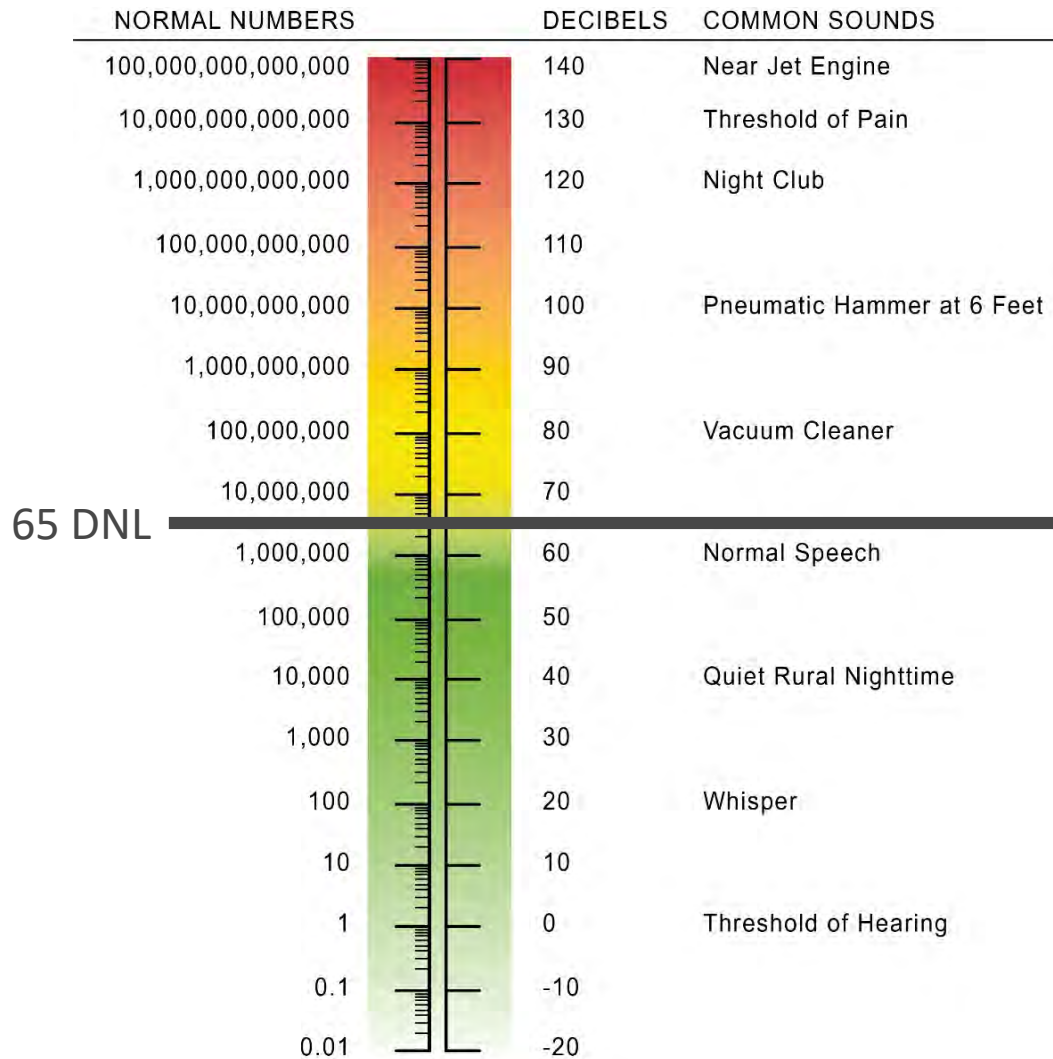 NORMAL NUMBERS DECIBELS COMMON SOUNDS
100,000,000,000,000 140 Near Jet Engine
10,000,000,000,000 130 Threshold of Pain
1,000,000,000,000 120 Night Club
100,000,000,000 110
10,000,000,000 100 Pneumatic Hammer at 6 Feet
1,000,000,000 90
100,000,000 80 Vacuum Cleaner
10,000,000 70
65 DNL
1,000,000 60 Normal Speech
100,000 50
10,000 40 Quiet Rural Nighttime
1,000 30
100 20 Whisper
10 10
1 0 Threshold of Hearing
0.1 -10
0.01 -20